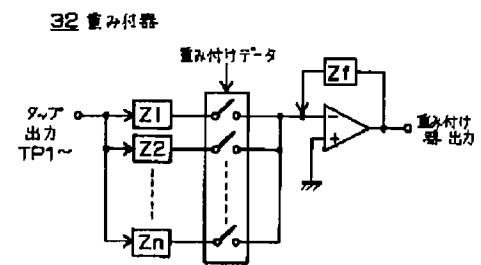 32 重み付器
重み付けデータ
Zf
タップ
出力
TP1~
Z1
Z2
Zn
−
+
重み付け
器出力